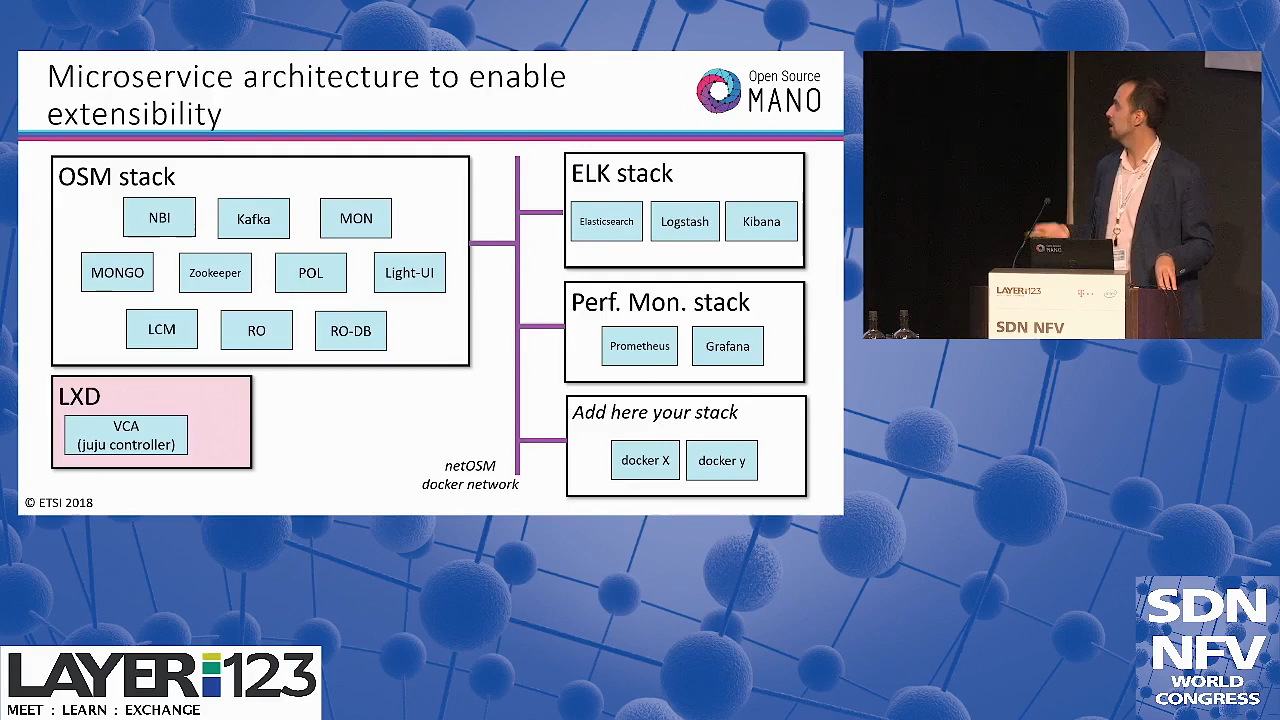 Microservice architecture to enable
extensibility
Open Source
MANO
OSM stack
NBI
Kafka
MON
MONGO
Zookeeper
POL
Light-UI
LCM
RO
RO-DB
LXD
VCA
(juju controller)
netOSM
docker network
© ETSI 2018
ELK stack
Elasticsearch
Logstash
Kibana
Perf. Mon. stack
Prometheus
Grafana
Add here your stack
docker X
docker y
MANO
LAYER123
SDN NFV
LAYER123
MEET : LEARN : EXCHANGE
SDN
NFV
WORLD
CONGRESS